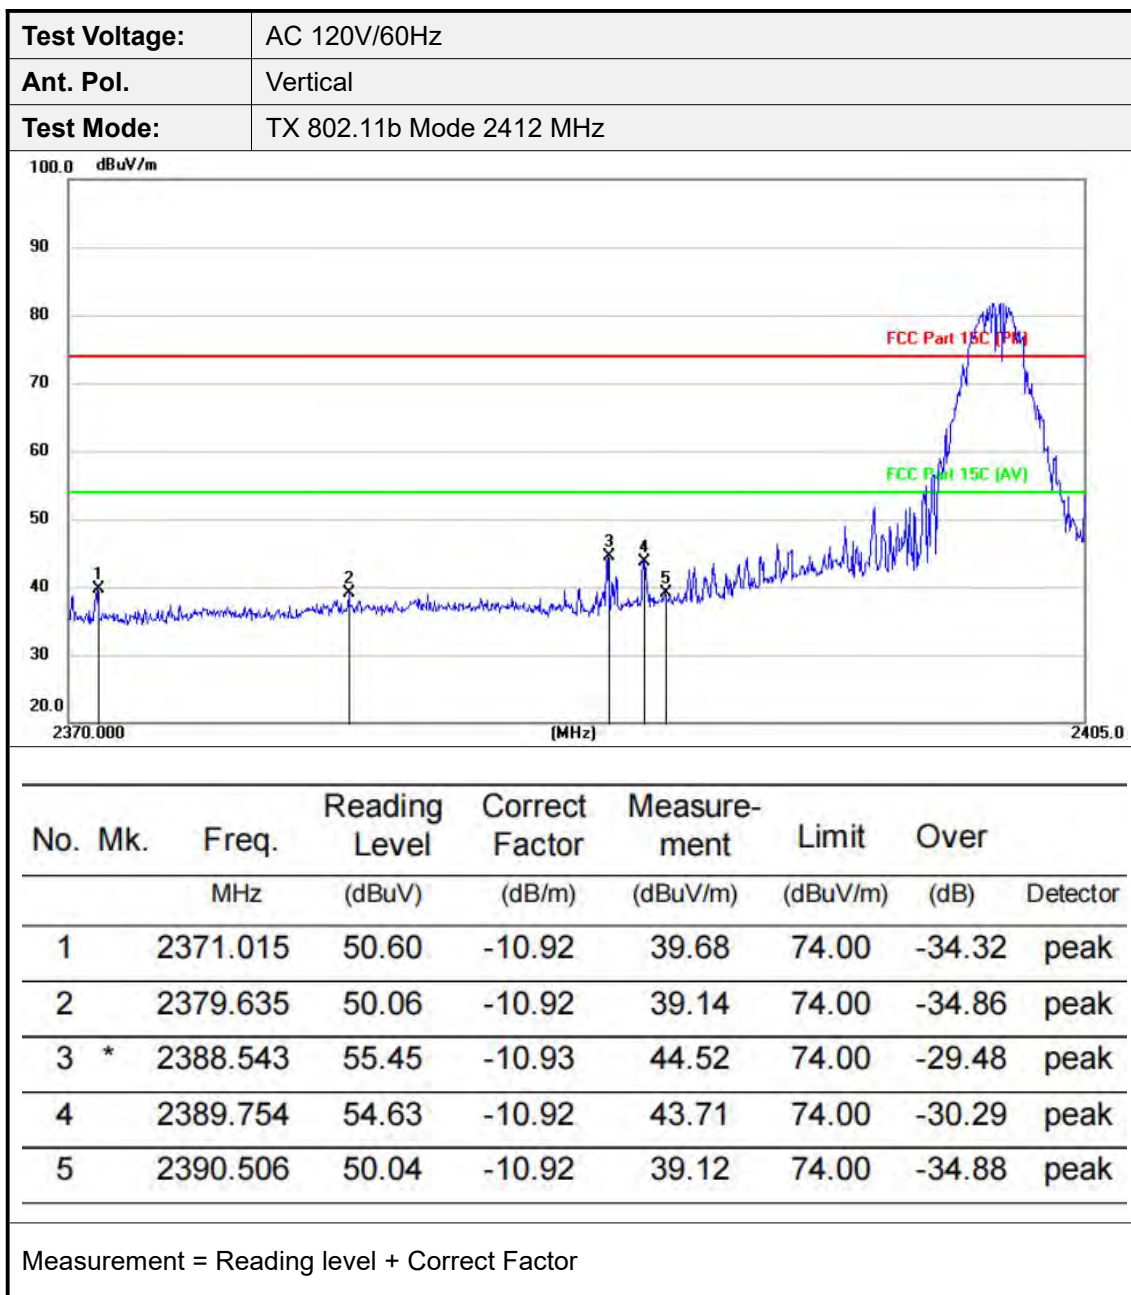 Test Voltage: AC 120V/60Hz
Ant. Pol. Vertical
Test Mode: TX 802.11b Mode 2412 MHz
100.0 dBuV/m
90
80
FCC Part 15C (PK)
70
60
FCC Part 15C (AV)
50
3
4
1
2
5
40
30
20.0
2370.000 (MHz) 2405.0
No. Mk. Freq. Reading Level Correct Factor Measure-ment Limit Over
MHz (dBuV) (dB/m) (dBuV/m) (dBuV/m) (dB) Detector
1 2371.015 50.60 -10.92 39.68 74.00 -34.32 peak
2 2379.635 50.06 -10.92 39.14 74.00 -34.86 peak
3 * 2388.543 55.45 -10.93 44.52 74.00 -29.48 peak
4 2389.754 54.63 -10.92 43.71 74.00 -30.29 peak
5 2390.506 50.04 -10.92 39.12 74.00 -34.88 peak
Measurement = Reading level + Correct Factor